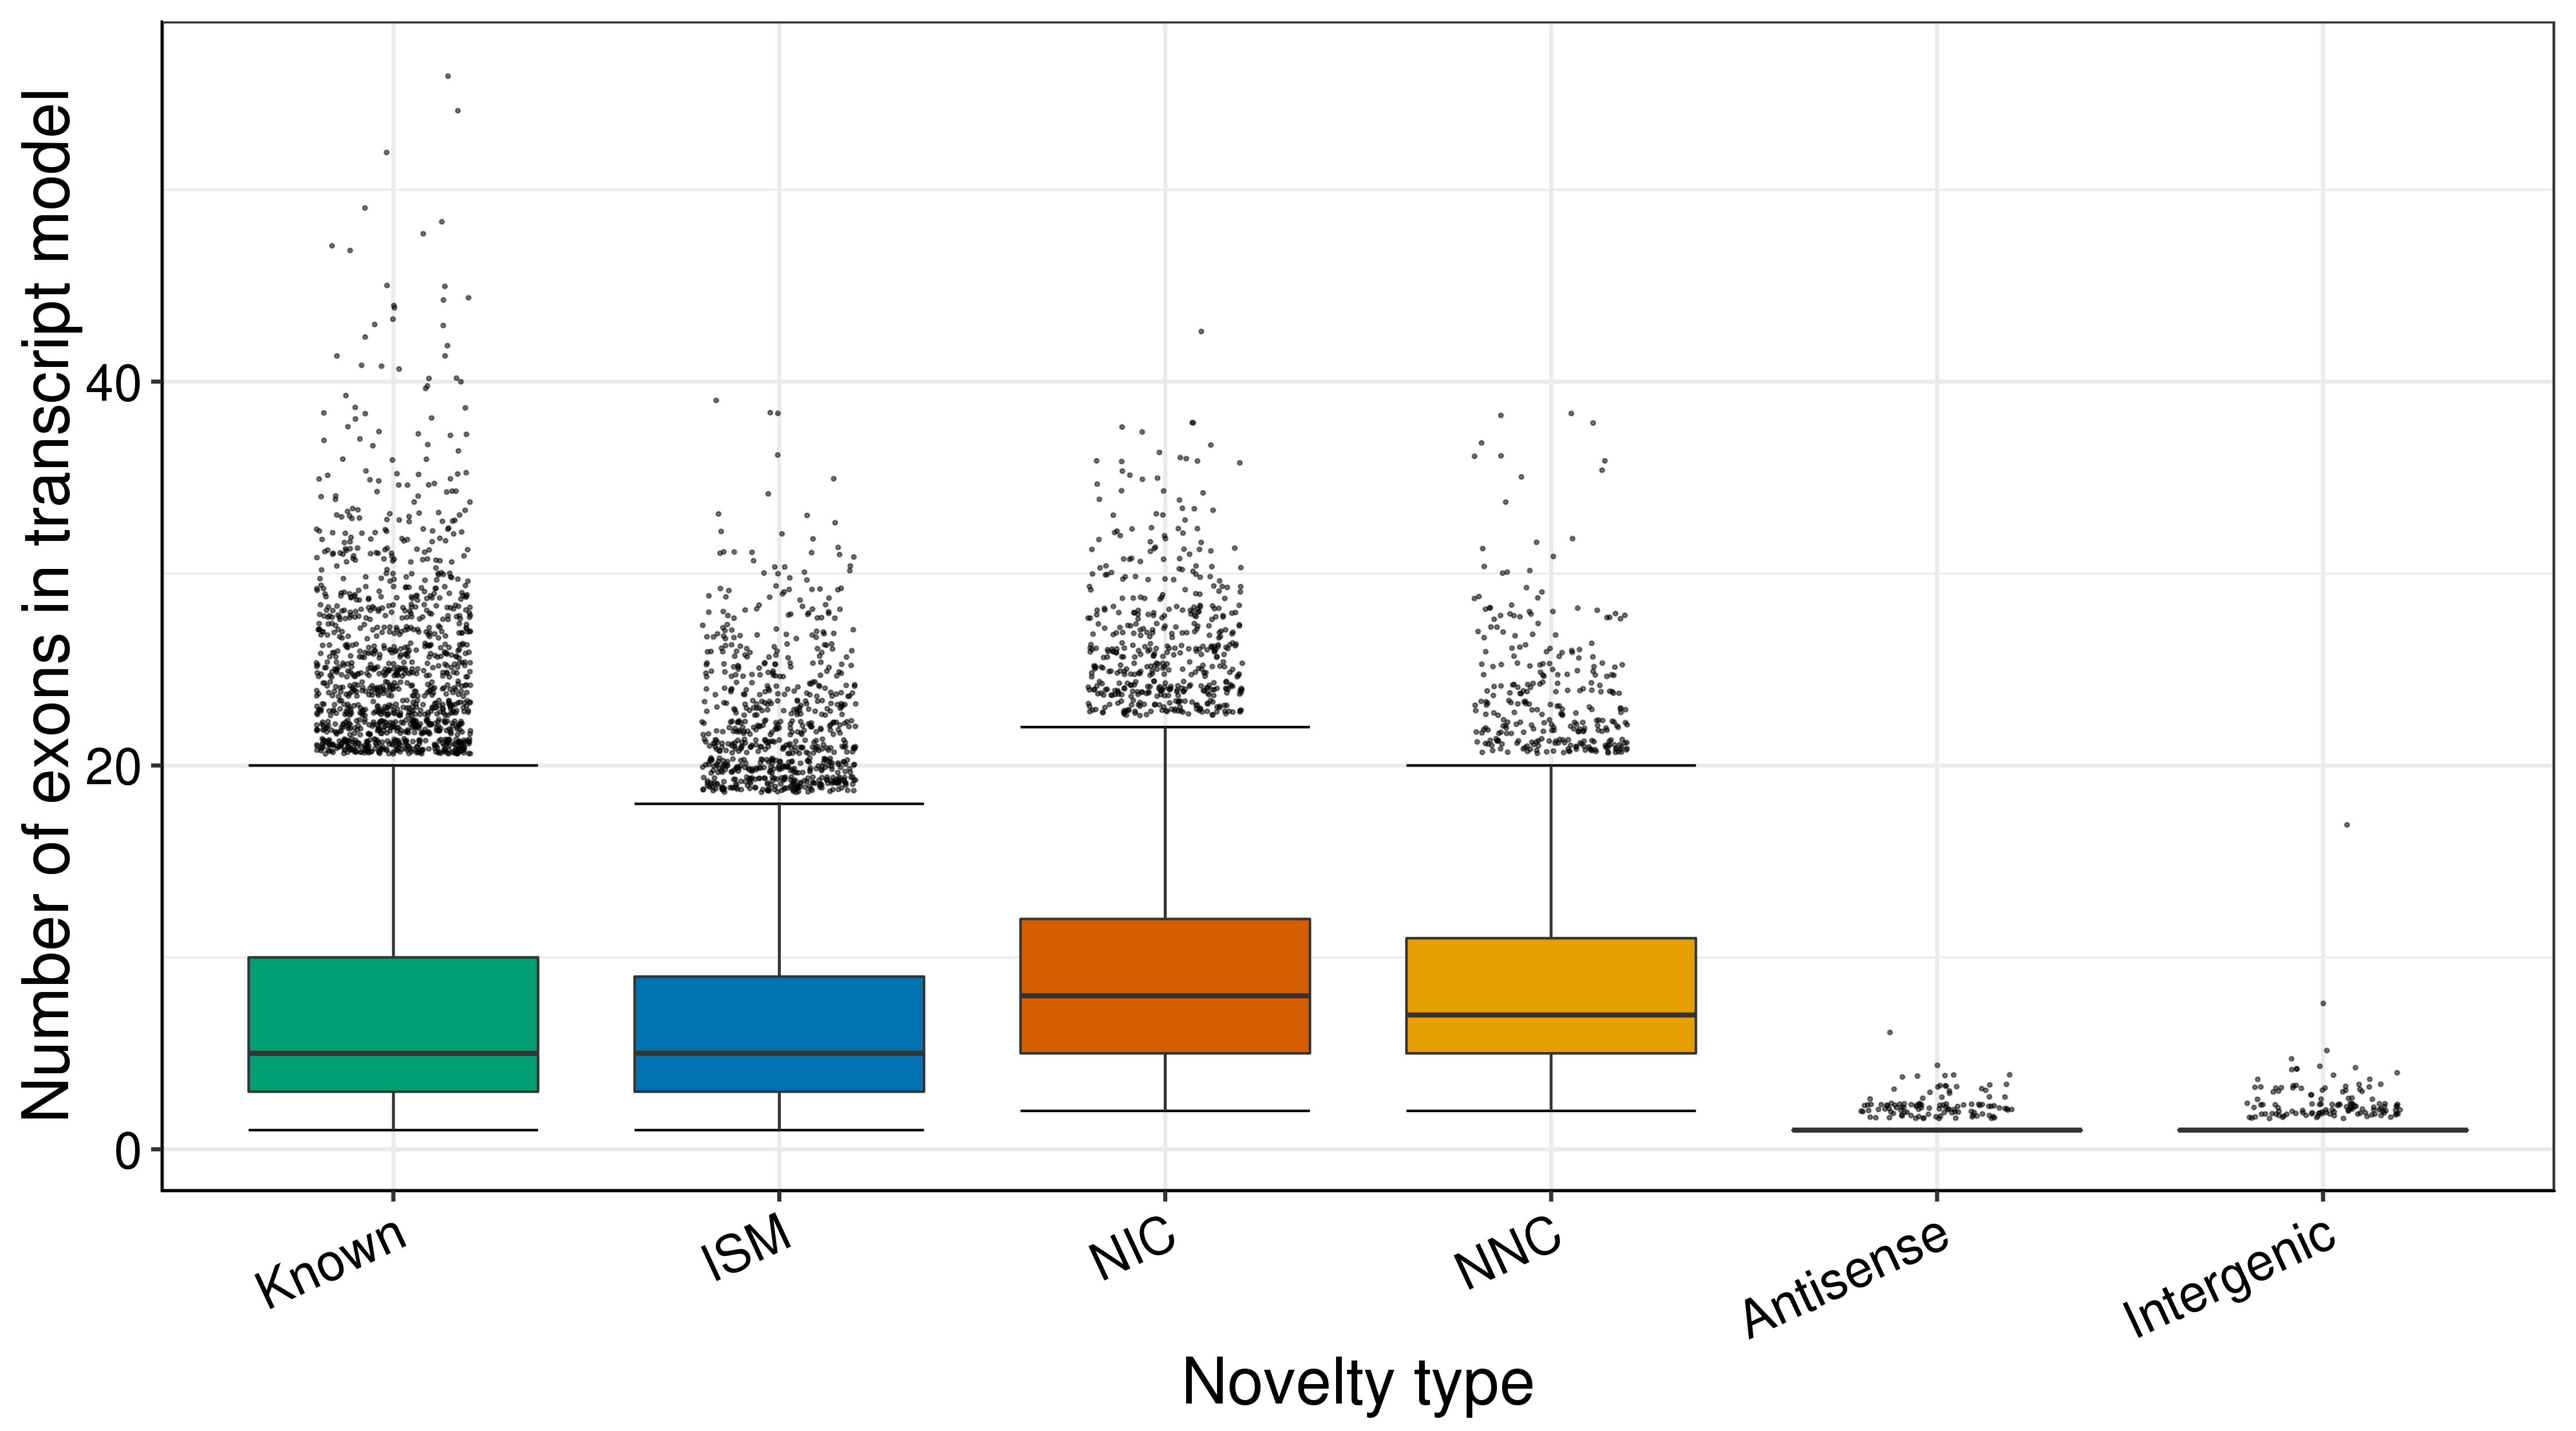 Number of exons in transcript model
40
20
0
Known
ISM
NIC
NNC
Antisense
Intergenic
Novelty type